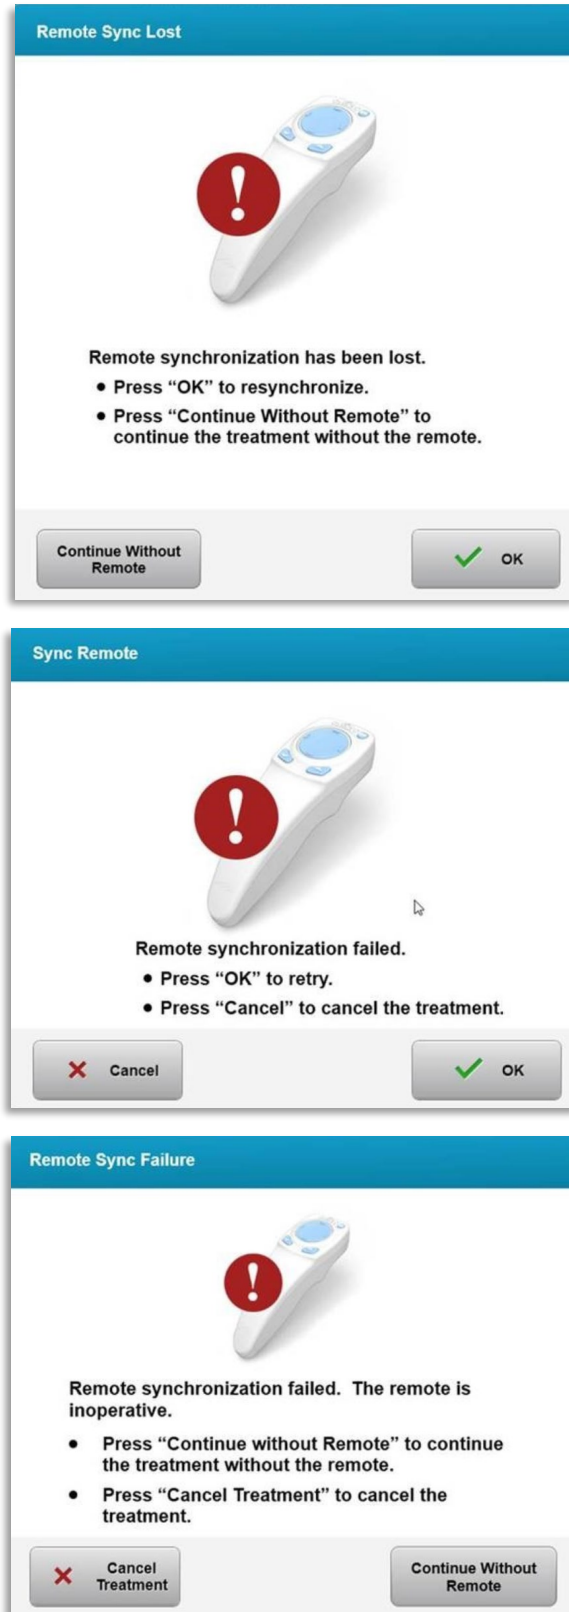 Remote Sync Lost
Remote synchronization has been lost.
• Press “OK” to resynchronize.
• Press “Continue Without Remote” to
continue the treatment without the remote.
Continue Without
Remote
OK
Sync Remote
Remote synchronization failed.
• Press “OK” to retry.
• Press “Cancel” to cancel the treatment.
Cancel
OK
Remote Sync Failure
Remote synchronization failed.  The remote is
inoperative.
• Press “Continue without Remote” to continue
the treatment without the remote.
• Press “Cancel Treatment” to cancel the
treatment.
Cancel
Treatment
Continue Without
Remote